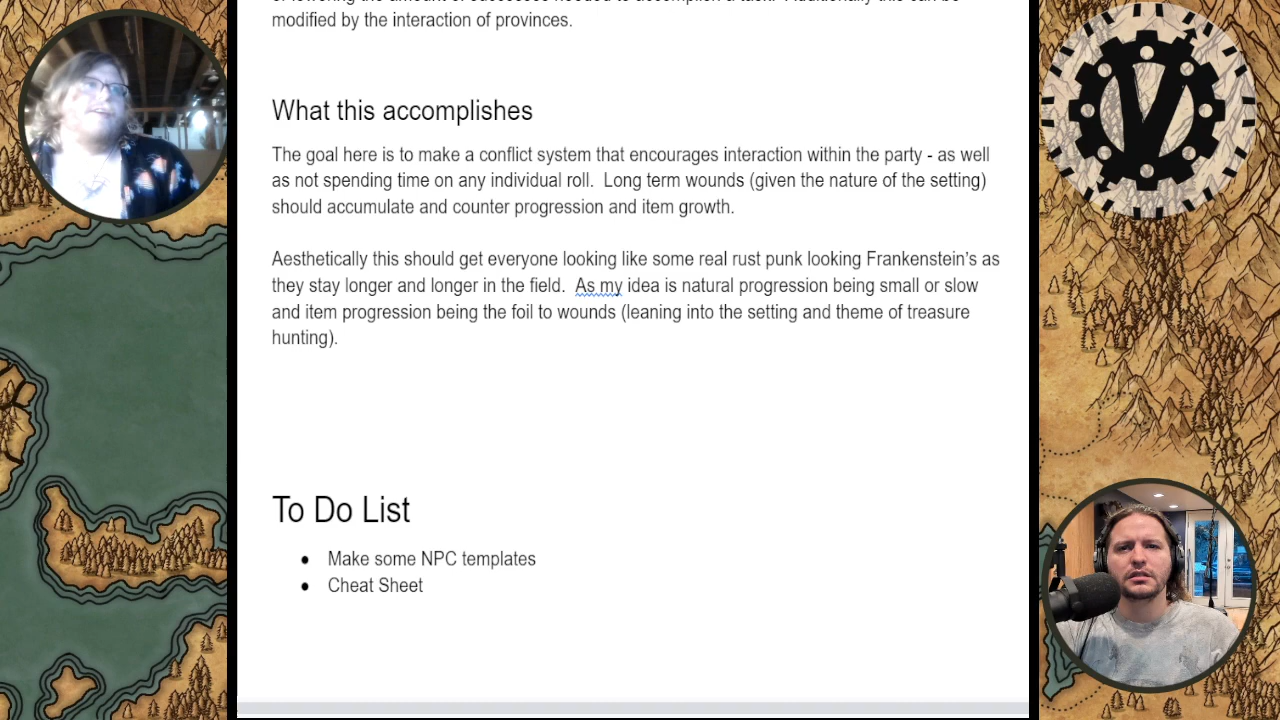 modified by the interaction of provinces.
What this accomplishes
The goal here is to make a conflict system that encourages interaction within the party - as well
as not spending time on any individual roll.  Long term wounds (given the nature of the setting)
should accumulate and counter progression and item growth.
Aesthetically this should get everyone looking like some real rust punk looking Frankenstein's as
they stay longer and longer in the field.  As my idea is natural progression being small or slow
and item progression being the foil to wounds (leaning into the setting and theme of treasure
hunting).
To Do List
• Make some NPC templates
• Cheat Sheet
V